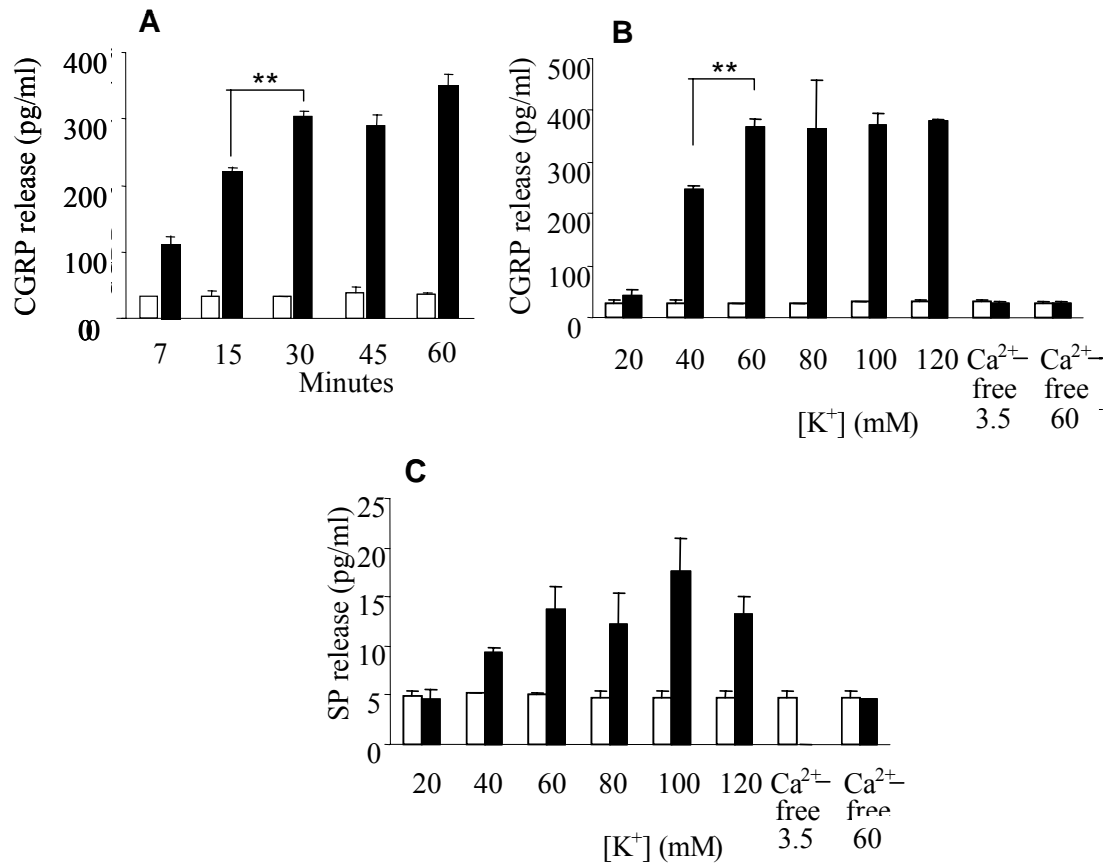 A
CGRP release (pg/ml)
400
300
200
100
00
**
7 15 30 45 60
Minutes
B
CGRP release (pg/ml)
500
400
300
200
100
0
**
20 40 60 80 100 120 Ca²⁺– Ca²⁺–
free free
3.5 60
[K⁺] (mM)
C
SP release (pg/ml)
25
20
15
10
5
0
20 40 60 80 100 120 Ca²⁺– Ca²⁺–
free free
3.5 60
[K⁺] (mM)